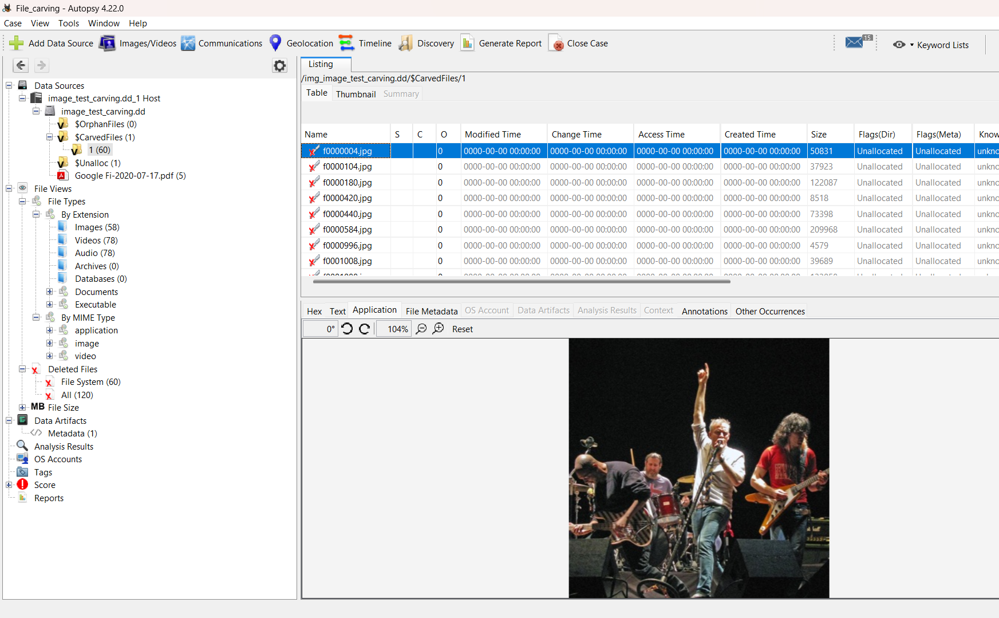 File_carving - Autopsy 4.22.0
Case View Tools Window Help
Add Data Source Images/Videos Communications Geolocation Timeline Discovery Generate Report Close Case 15 Keyword Lists
Listing
/img_image_test_carving.dd/$CarvedFiles/1
Table Thumbnail Summary
Data Sources
image_test_carving.dd_1 Host
image_test_carving.dd
$OrphanFiles (0)
$CarvedFiles (1)
1 (60)
$Unalloc (1)
Google Fi-2020-07-17.pdf (5)
File Views
File Types
By Extension
Images (58)
Videos (78)
Audio (78)
Archives (0)
Databases (0)
Documents
Executable
By MIME Type
application
image
video
Deleted Files
File System (60)
All (120)
MB File Size
Data Artifacts
Metadata (1)
Analysis Results
OS Accounts
Tags
Score
Reports
Name S C O Modified Time Change Time Access Time Created Time Size Flags(Dir) Flags(Meta) Know
f0000004.jpg 0 0000-00-00 00:00:00 0000-00-00 00:00:00 0000-00-00 00:00:00 0000-00-00 00:00:00 50831 Unallocated Unallocated unkno
f0000104.jpg 0 0000-00-00 00:00:00 0000-00-00 00:00:00 0000-00-00 00:00:00 0000-00-00 00:00:00 37923 Unallocated Unallocated unkno
f0000180.jpg 0 0000-00-00 00:00:00 0000-00-00 00:00:00 0000-00-00 00:00:00 0000-00-00 00:00:00 122087 Unallocated Unallocated unkno
f0000420.jpg 0 0000-00-00 00:00:00 0000-00-00 00:00:00 0000-00-00 00:00:00 0000-00-00 00:00:00 8518 Unallocated Unallocated unkno
f0000440.jpg 0 0000-00-00 00:00:00 0000-00-00 00:00:00 0000-00-00 00:00:00 0000-00-00 00:00:00 73398 Unallocated Unallocated unkno
f0000584.jpg 0 0000-00-00 00:00:00 0000-00-00 00:00:00 0000-00-00 00:00:00 0000-00-00 00:00:00 209968 Unallocated Unallocated unkno
f0000996.jpg 0 0000-00-00 00:00:00 0000-00-00 00:00:00 0000-00-00 00:00:00 0000-00-00 00:00:00 4579 Unallocated Unallocated unkno
f0001008.jpg 0 0000-00-00 00:00:00 0000-00-00 00:00:00 0000-00-00 00:00:00 0000-00-00 00:00:00 39689 Unallocated Unallocated unkno
Hex Text Application File Metadata OS Account Data Artifacts Analysis Results Context Annotations Other Occurrences
0° 104% Reset